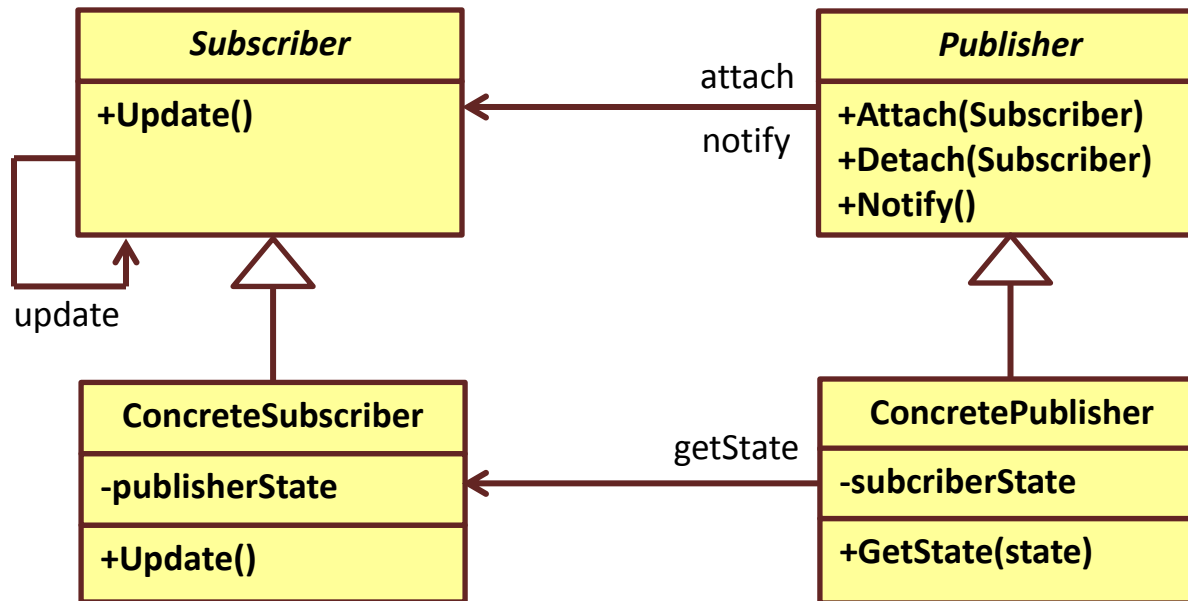 Subscriber
+Update()
update
attach
notify
Publisher
+Attach(Subscriber)
+Detach(Subscriber)
+Notify()
ConcreteSubscriber
-publisherState
+Update()
getState
ConcretePublisher
-subcriberState
+GetState(state)